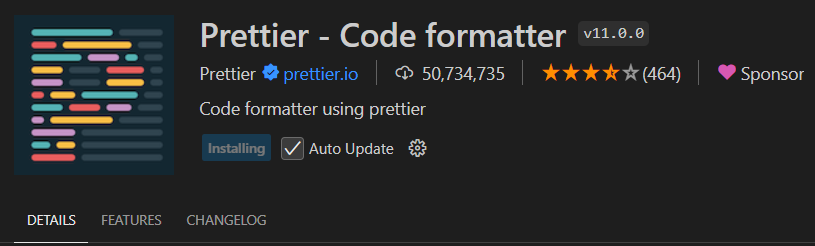 Prettier - Code formatter v11.0.0
Prettier prettier.io 50,734,735 (464) Sponsor
Code formatter using prettier
Installing Auto Update
DETAILS FEATURES CHANGELOG